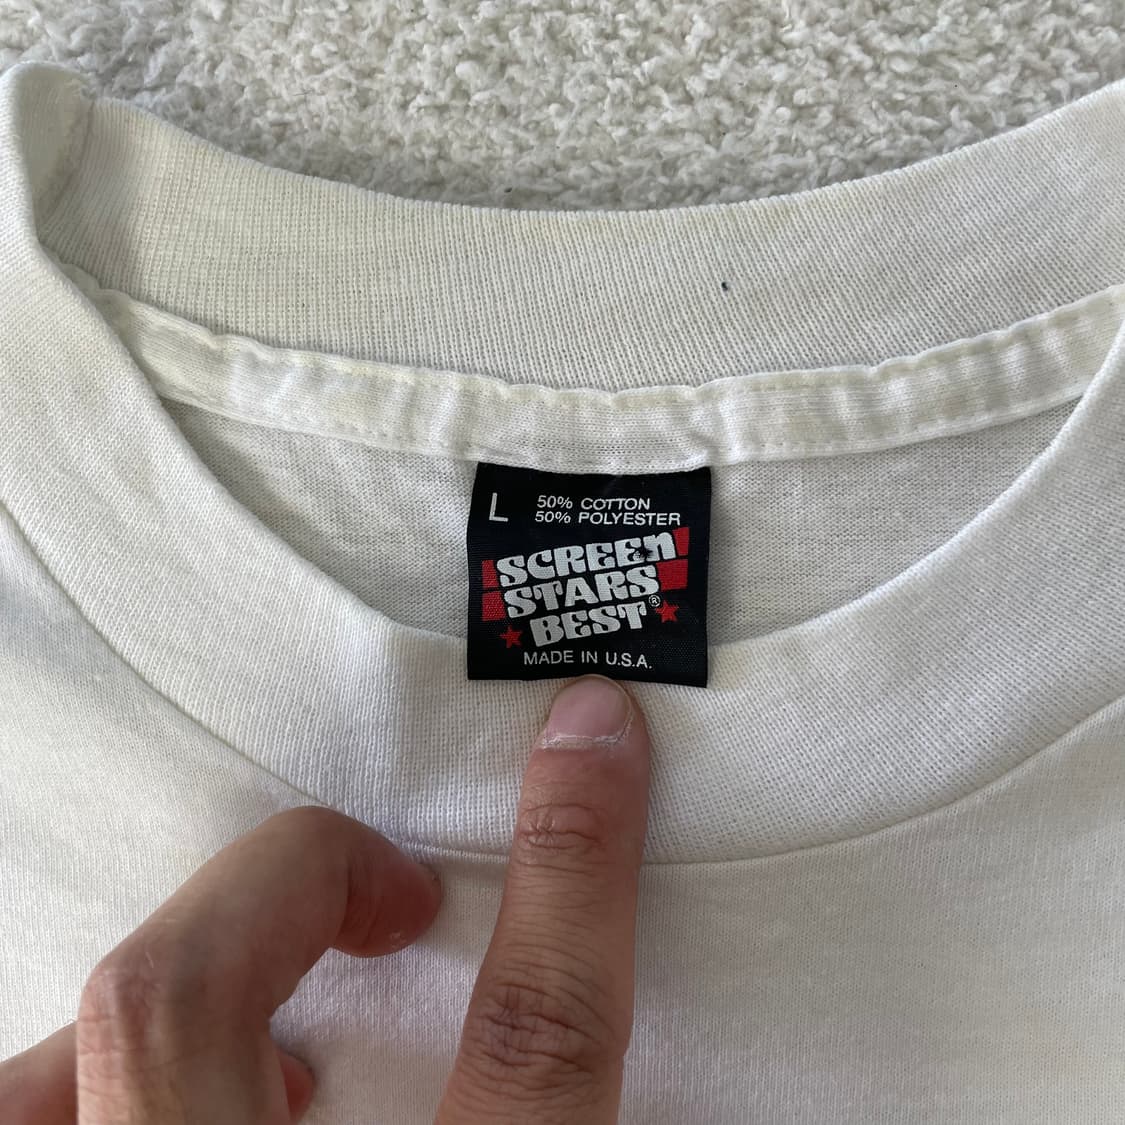 L 50% COTTON
50% POLYESTER
SCREEN
STARS
BEST®
MADE IN U.S.A.